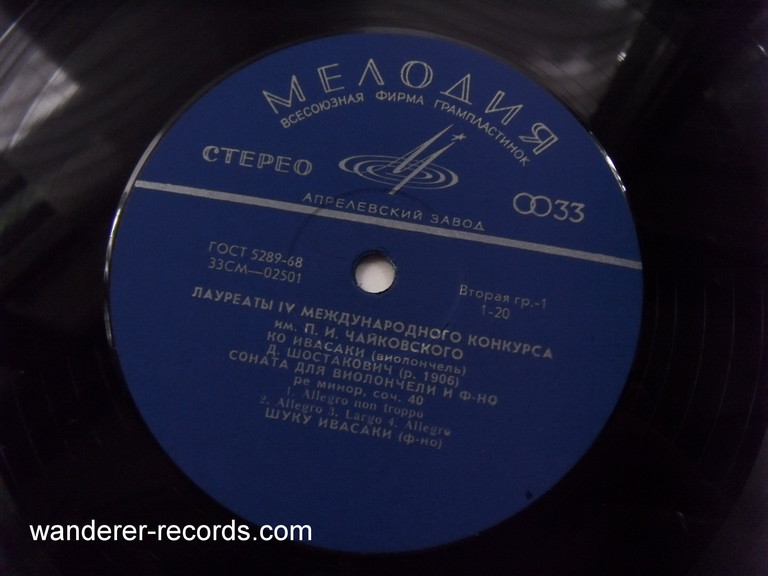 МЕЛОДИЯ
ВСЕСОЮЗНАЯ ФИРМА ГРАМПЛАСТИНОК
СТЕРЕО
33
АПРЕЛЕВСКИЙ ЗАВОД
ГОСТ 5289-68
33СМ—02501
Вторая гр.-1
1-20
ЛАУРЕАТЫ IV МЕЖДУНАРОДНОГО КОНКУРСА
им. П. И. ЧАЙКОВСКОГО
КО ИВАСАКИ (виолончель)
Д. ШОСТАКОВИЧ (р. 1906)
СОНАТА ДЛЯ ВИОЛОНЧЕЛИ И Ф-НО
ре минор, соч. 40
1. Allegro non troppo
2. Allegro 3. Largo 4. Allegro
ШУКУ ИВАСАКИ (ф-но)
wanderer-records.com